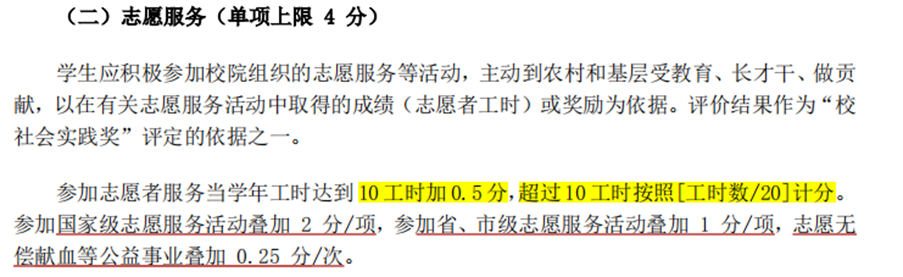 （二）志愿服务（单项上限 4 分）
学生应积极参加校院组织的志愿服务等活动，主动到农村和基层受教育、长才干、做贡
献，以在有关志愿服务活动中取得的成绩（志愿者工时）或奖励为依据。评价结果作为“校
社会实践奖”评定的依据之一。
参加志愿者服务当学年工时达到 10 工时加 0.5 分，超过 10 工时按照[工时数/20]计分。
参加国家级志愿服务活动叠加 2 分/项，参加省、市级志愿服务活动叠加 1 分/项，志愿无
偿献血等公益事业叠加 0.25 分/次。